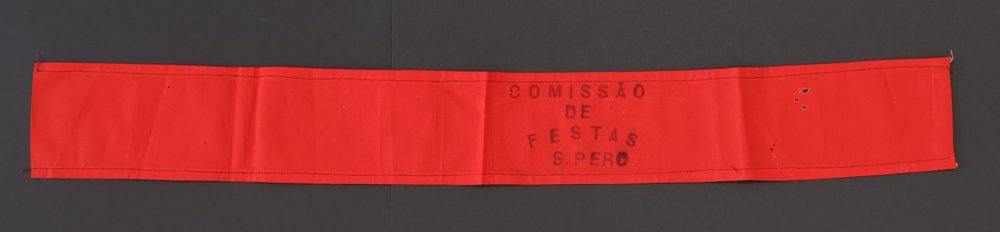 COMISSÃO
DE
FESTAS
S. PERO